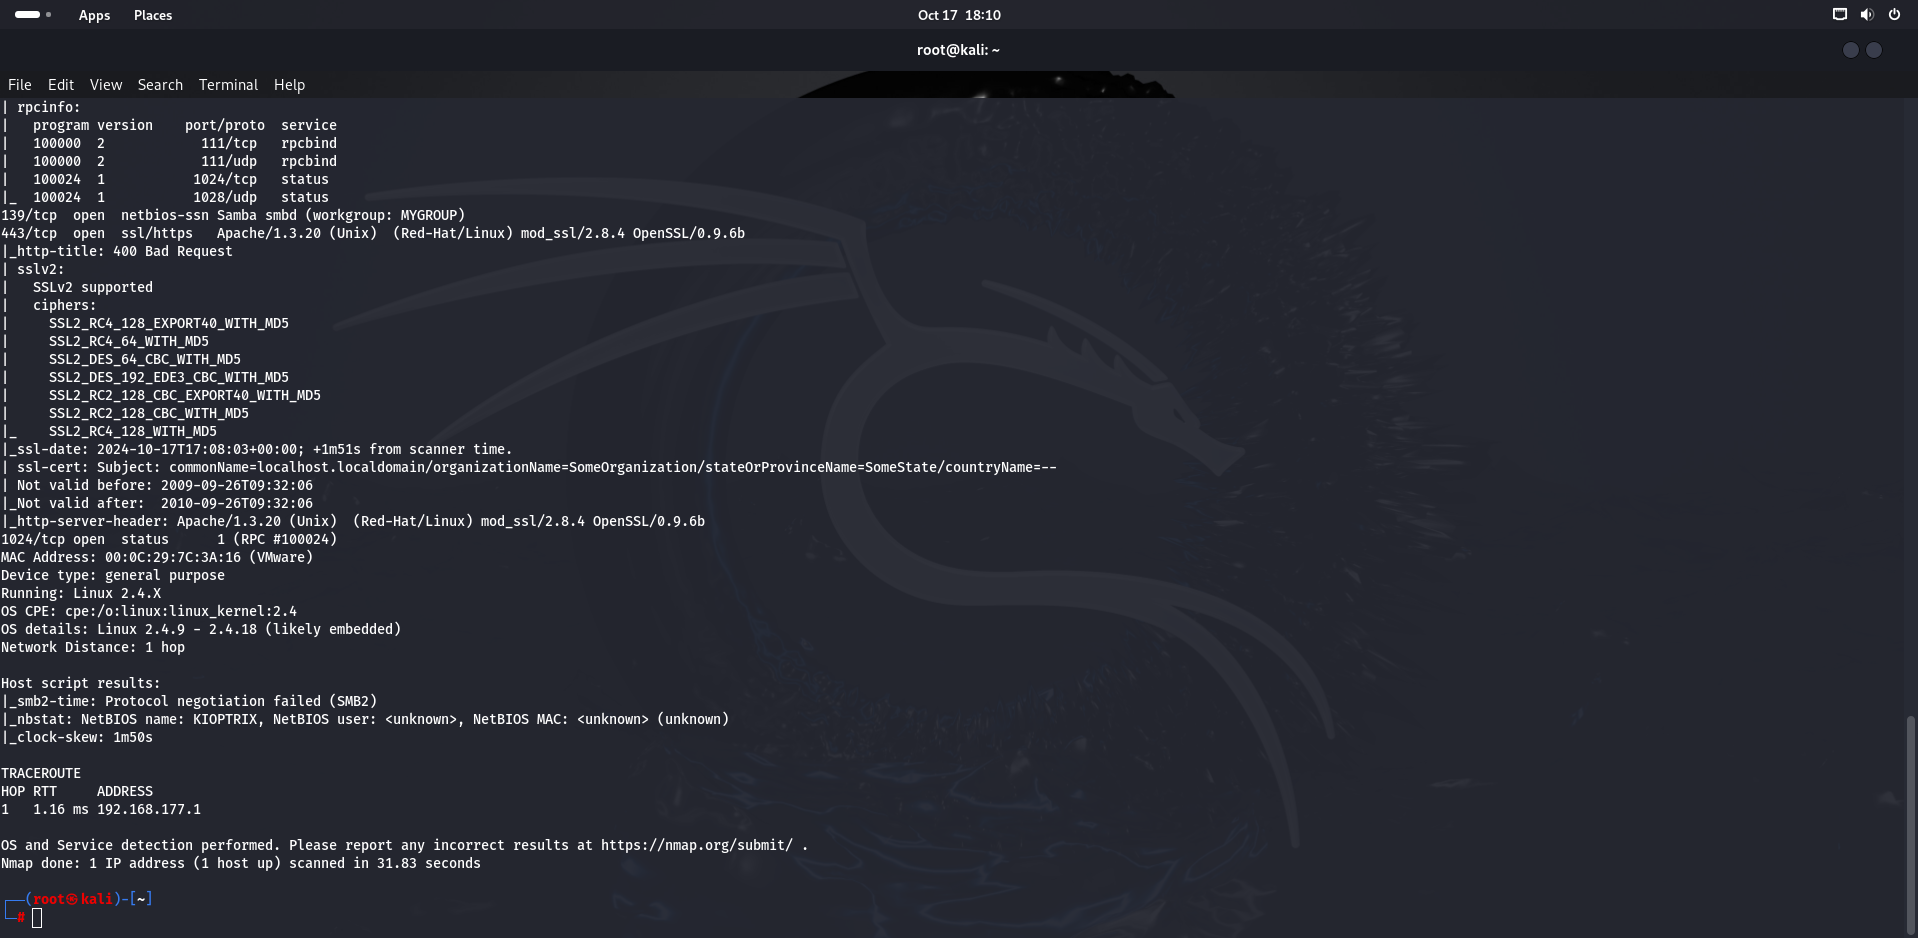 Apps Places Oct 17 18:10
root@kali: ~
File Edit View Search Terminal Help
| rpcinfo:
|   program version    port/proto  service
|   100000  2            111/tcp   rpcbind
|   100000  2            111/udp   rpcbind
|   100024  1           1024/tcp   status
|_  100024  1           1028/udp   status
139/tcp  open  netbios-ssn Samba smbd (workgroup: MYGROUP)
443/tcp  open  ssl/https   Apache/1.3.20 (Unix)  (Red-Hat/Linux) mod_ssl/2.8.4 OpenSSL/0.9.6b
|_http-title: 400 Bad Request
| sslv2:
|   SSLv2 supported
|   ciphers:
|     SSL2_RC4_128_EXPORT40_WITH_MD5
|     SSL2_RC4_64_WITH_MD5
|     SSL2_DES_64_CBC_WITH_MD5
|     SSL2_DES_192_EDE3_CBC_WITH_MD5
|     SSL2_RC2_128_CBC_EXPORT40_WITH_MD5
|     SSL2_RC2_128_CBC_WITH_MD5
|_    SSL2_RC4_128_WITH_MD5
|_ssl-date: 2024-10-17T17:08:03+00:00; +1m51s from scanner time.
| ssl-cert: Subject: commonName=localhost.localdomain/organizationName=SomeOrganization/stateOrProvinceName=SomeState/countryName=--
| Not valid before: 2009-09-26T09:32:06
|_Not valid after:  2010-09-26T09:32:06
|_http-server-header: Apache/1.3.20 (Unix)  (Red-Hat/Linux) mod_ssl/2.8.4 OpenSSL/0.9.6b
1024/tcp open  status      1 (RPC #100024)
MAC Address: 00:0C:29:7C:3A:16 (VMware)
Device type: general purpose
Running: Linux 2.4.X
OS CPE: cpe:/o:linux:linux_kernel:2.4
OS details: Linux 2.4.9 - 2.4.18 (likely embedded)
Network Distance: 1 hop
Host script results:
|_smb2-time: Protocol negotiation failed (SMB2)
|_nbstat: NetBIOS name: KIOPTRIX, NetBIOS user: <unknown>, NetBIOS MAC: <unknown> (unknown)
|_clock-skew: 1m50s
TRACEROUTE
HOP RTT     ADDRESS
1   1.16 ms 192.168.177.1
OS and Service detection performed. Please report any incorrect results at https://nmap.org/submit/ .
Nmap done: 1 IP address (1 host up) scanned in 31.83 seconds
┌──(root㉿kali)-[~]
└─#